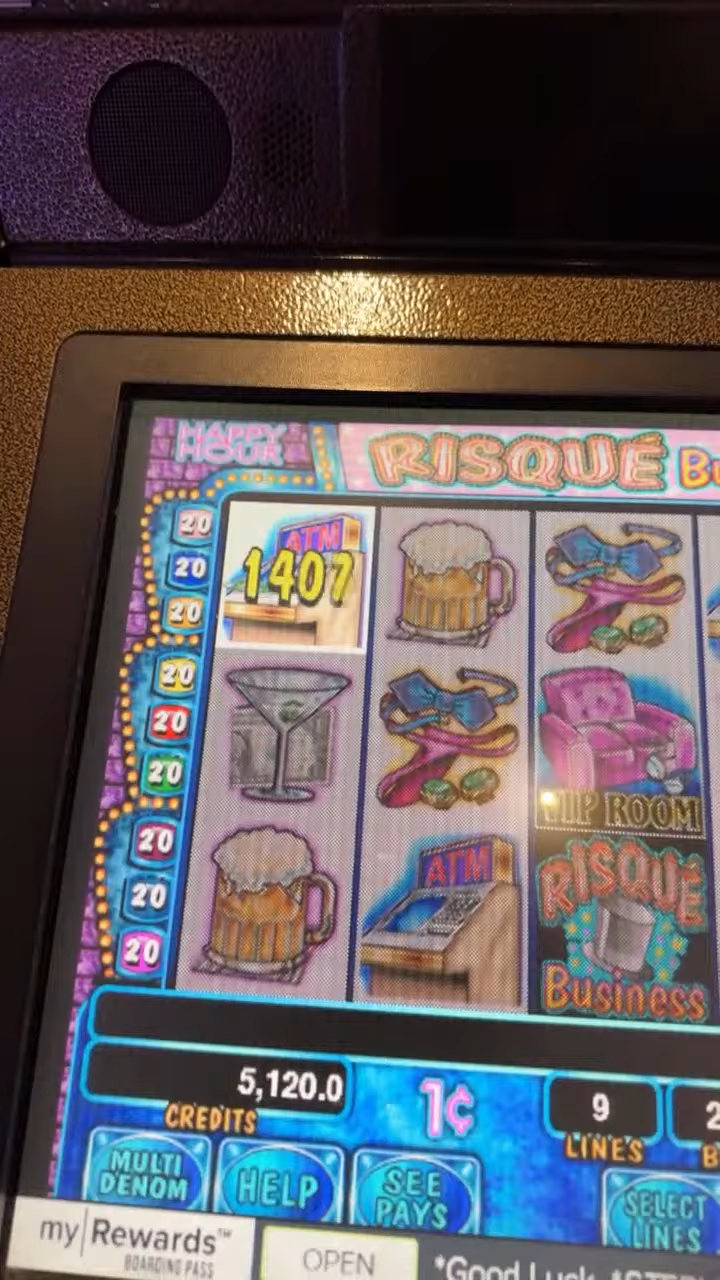 HAPPY
HOUR
RISQUÉ
20
20
20
20
20
20
20
20
20
ATM
1407
VIP ROOM
ATM
RISQUÉ
Business
5,120.0
CREDITS
1¢
9
LINES
MULTI
DENOM
HELP
SEE
PAYS
SELECT
LINES
my|Rewards™
BOARDING PASS
OPEN
*Good Luck